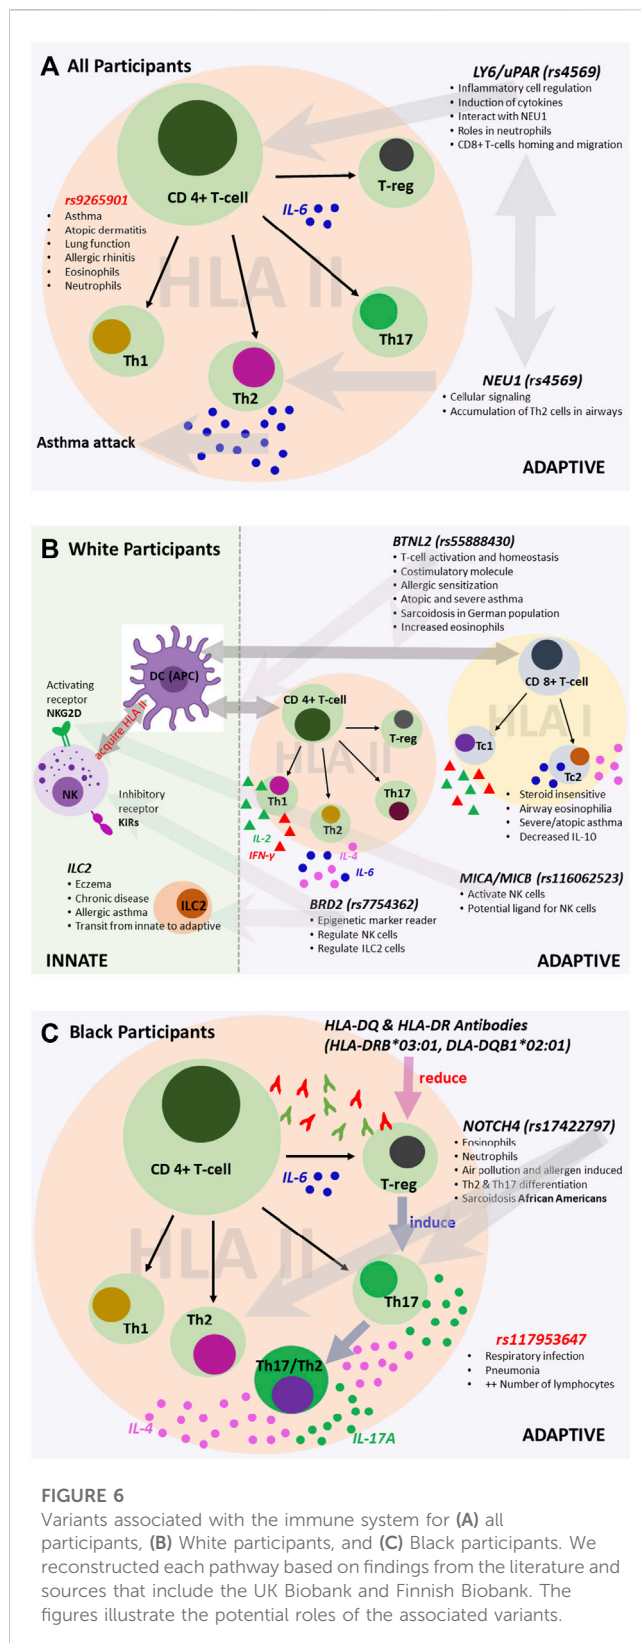 A All Participants
LY6/uPAR (rs4569)
• Inflammatory cell regulation
• Induction of cytokines
• Interact with NEU1
• Roles in neutrophils
• CD8+ T-cells homing and migration
CD 4+ T-cell
T-reg
IL-6
rs9265901
• Asthma
• Atopic dermatitis
• Lung function
• Allergic rhinitis
• Eosinophils
• Neutrophils
HLA II
Th1
Th2
Th17
NEU1 (rs4569)
• Cellular signaling
• Accumulation of Th2 cells in airways
Asthma attack
ADAPTIVE
B White Participants
BTNL2 (rs55888430)
• T-cell activation and homeostasis
• Costimulatory molecule
• Allergic sensitization
• Atopic and severe asthma
• Sarcoidosis in German population
• Increased eosinophils
DC (APC)
Activating
receptor
NKG2D
acquire HLA II
NK
Inhibitory
receptor
KIRs
CD 4+ T-cell
T-reg
HLA II
Th1
Th2
Th17
IL-2
IFN-γ
IL-4
IL-6
CD 8+ T-cell
HLA I
Tc1
Tc2
• Steroid insensitive
• Airway eosinophilia
• Severe/atopic asthma
• Decreased IL-10
ILC2
• Eczema
• Chronic disease
• Allergic asthma
• Transit from innate to adaptive
ILC2
MICA/MICB (rs116062523)
• Activate NK cells
• Potential ligand for NK cells
BRD2 (rs7754362)
• Epigenetic marker reader
• Regulate NK cells
• Regulate ILC2 cells
INNATE
ADAPTIVE
C Black Participants
HLA-DQ & HLA-DR Antibodies
(HLA-DRB*03:01, DLA-DQB1*02:01)
reduce
CD 4+ T-cell
IL-6
T-reg
NOTCH4 (rs17422797)
• Eosinophils
• Neutrophils
• Air pollution and allergen induced
• Th2 & Th17 differentiation
• Sarcoidosis African Americans
induce
HLA II
Th1
Th2
Th17
Th17/Th2
rs117953647
• Respiratory infection
• Pneumonia
• ++ Number of lymphocytes
IL-4
IL-17A
ADAPTIVE
FIGURE 6
Variants associated with the immune system for (A) all
participants, (B) White participants, and (C) Black participants. We
reconstructed each pathway based on findings from the literature and
sources that include the UK Biobank and Finnish Biobank. The
figures illustrate the potential roles of the associated variants.